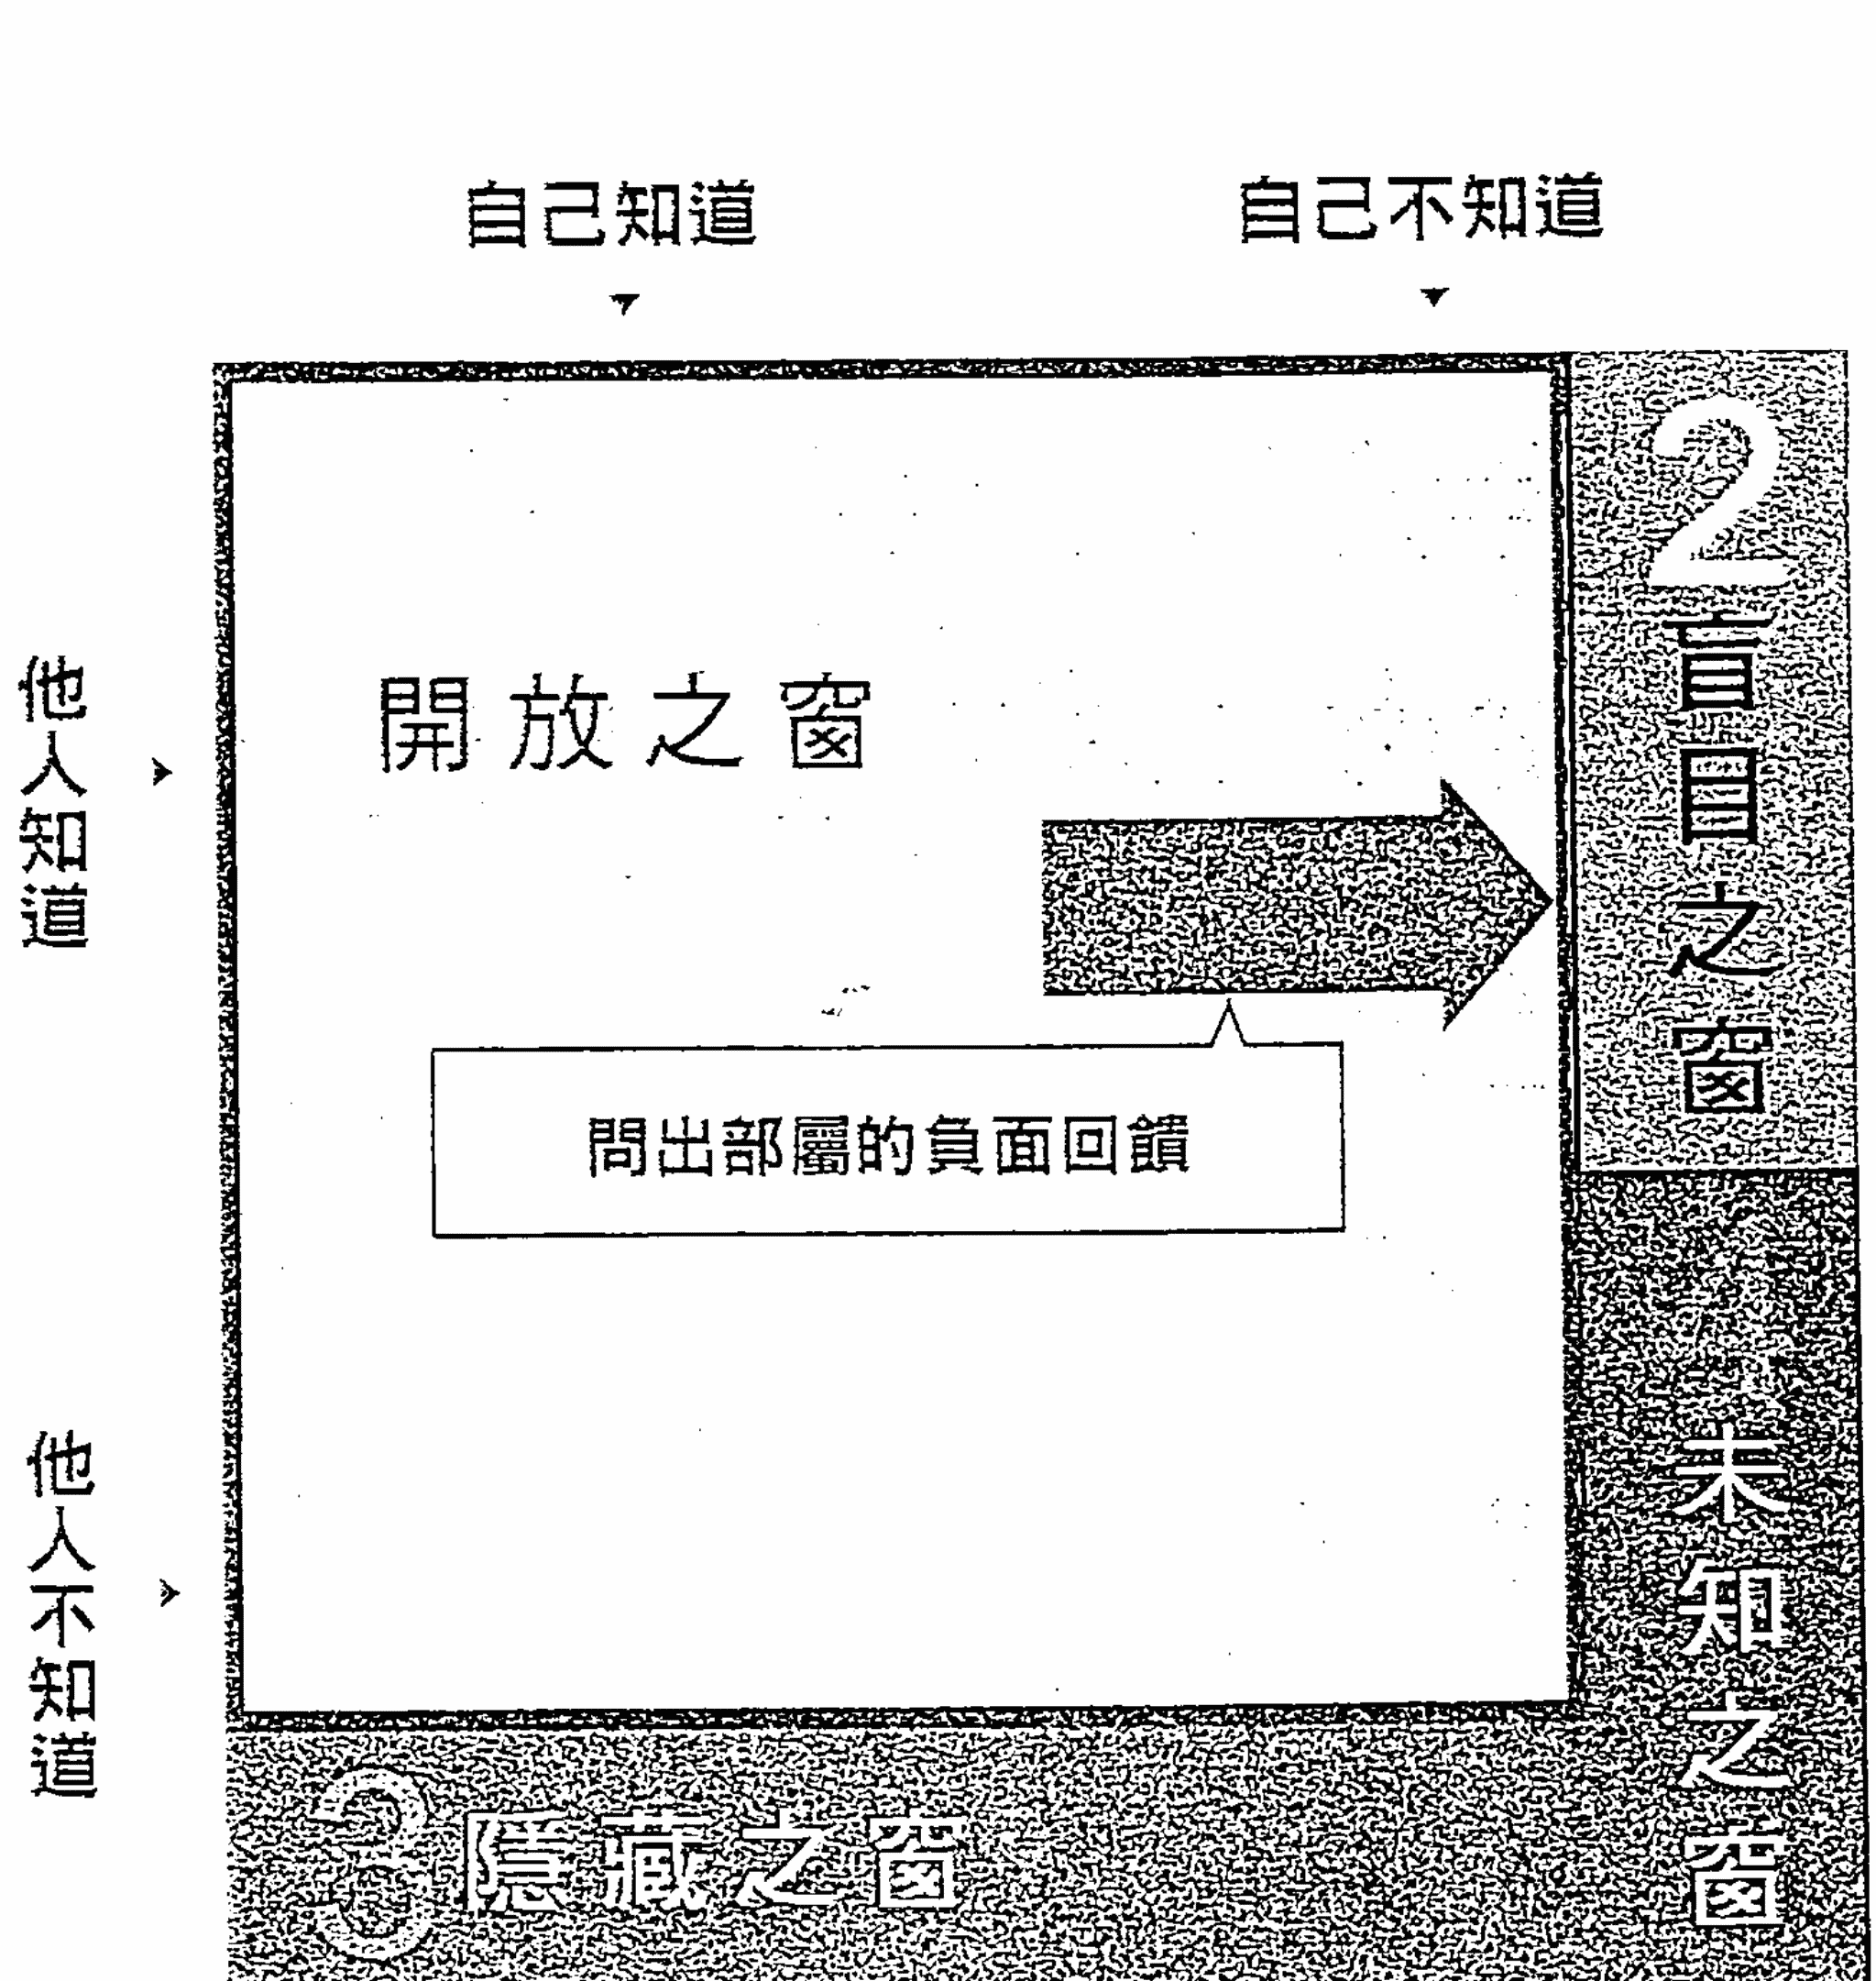 自己知道
自己不知道
他人知道
他人不知道
開放之窗
問出部屬的負面回饋
2
盲目之窗
未知之窗
3 隱藏之窗